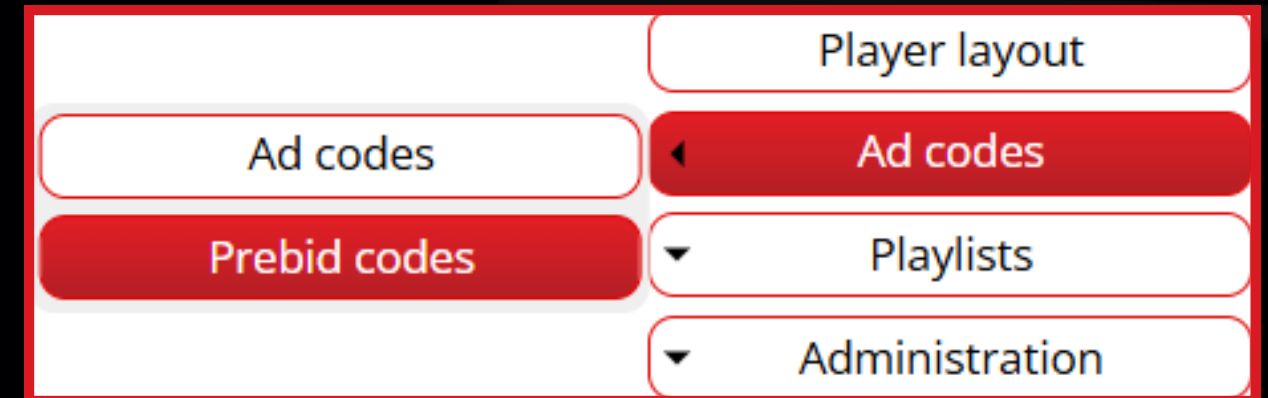 Player layout
Ad codes
Ad codes
Prebid codes
Playlists
Administration